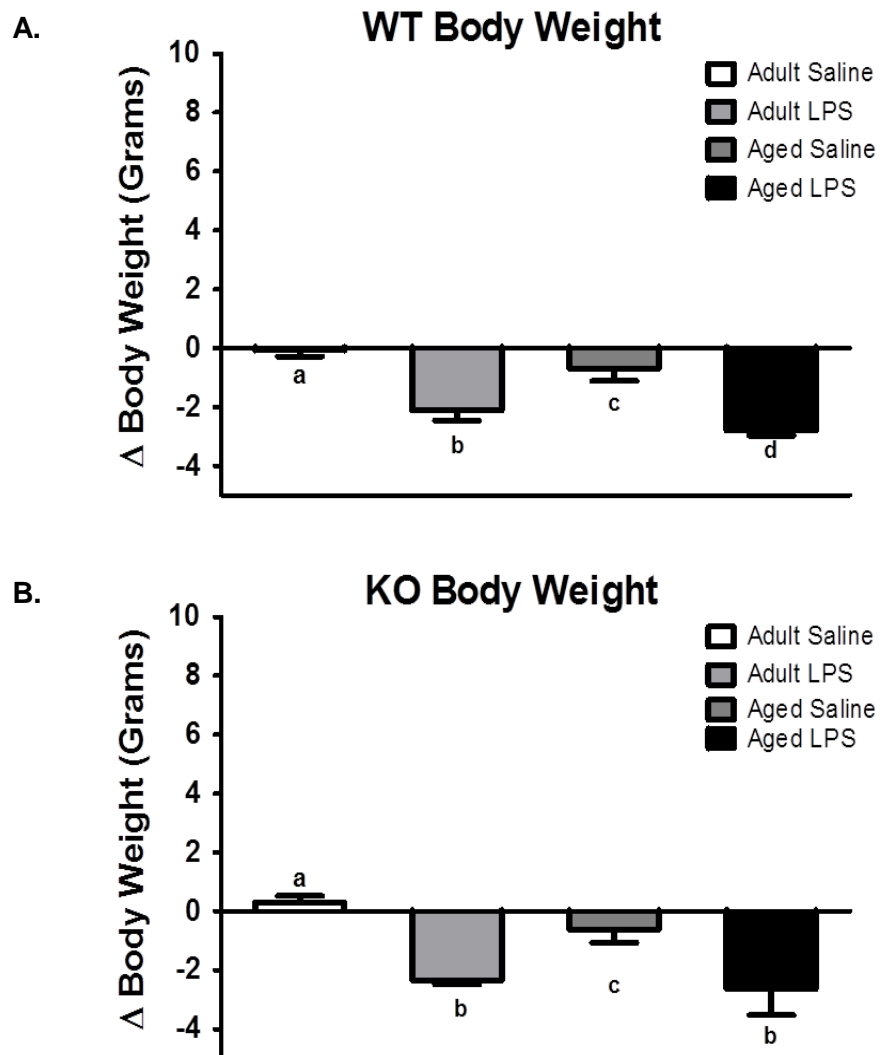 A.
WT Body Weight
Δ Body Weight (Grams)
10
8
6
4
2
0
-2
-4
Adult Saline
Adult LPS
Aged Saline
Aged LPS
a
b
c
d
B.
KO Body Weight
Δ Body Weight (Grams)
10
8
6
4
2
0
-2
-4
Adult Saline
Adult LPS
Aged Saline
Aged LPS
a
b
c
b